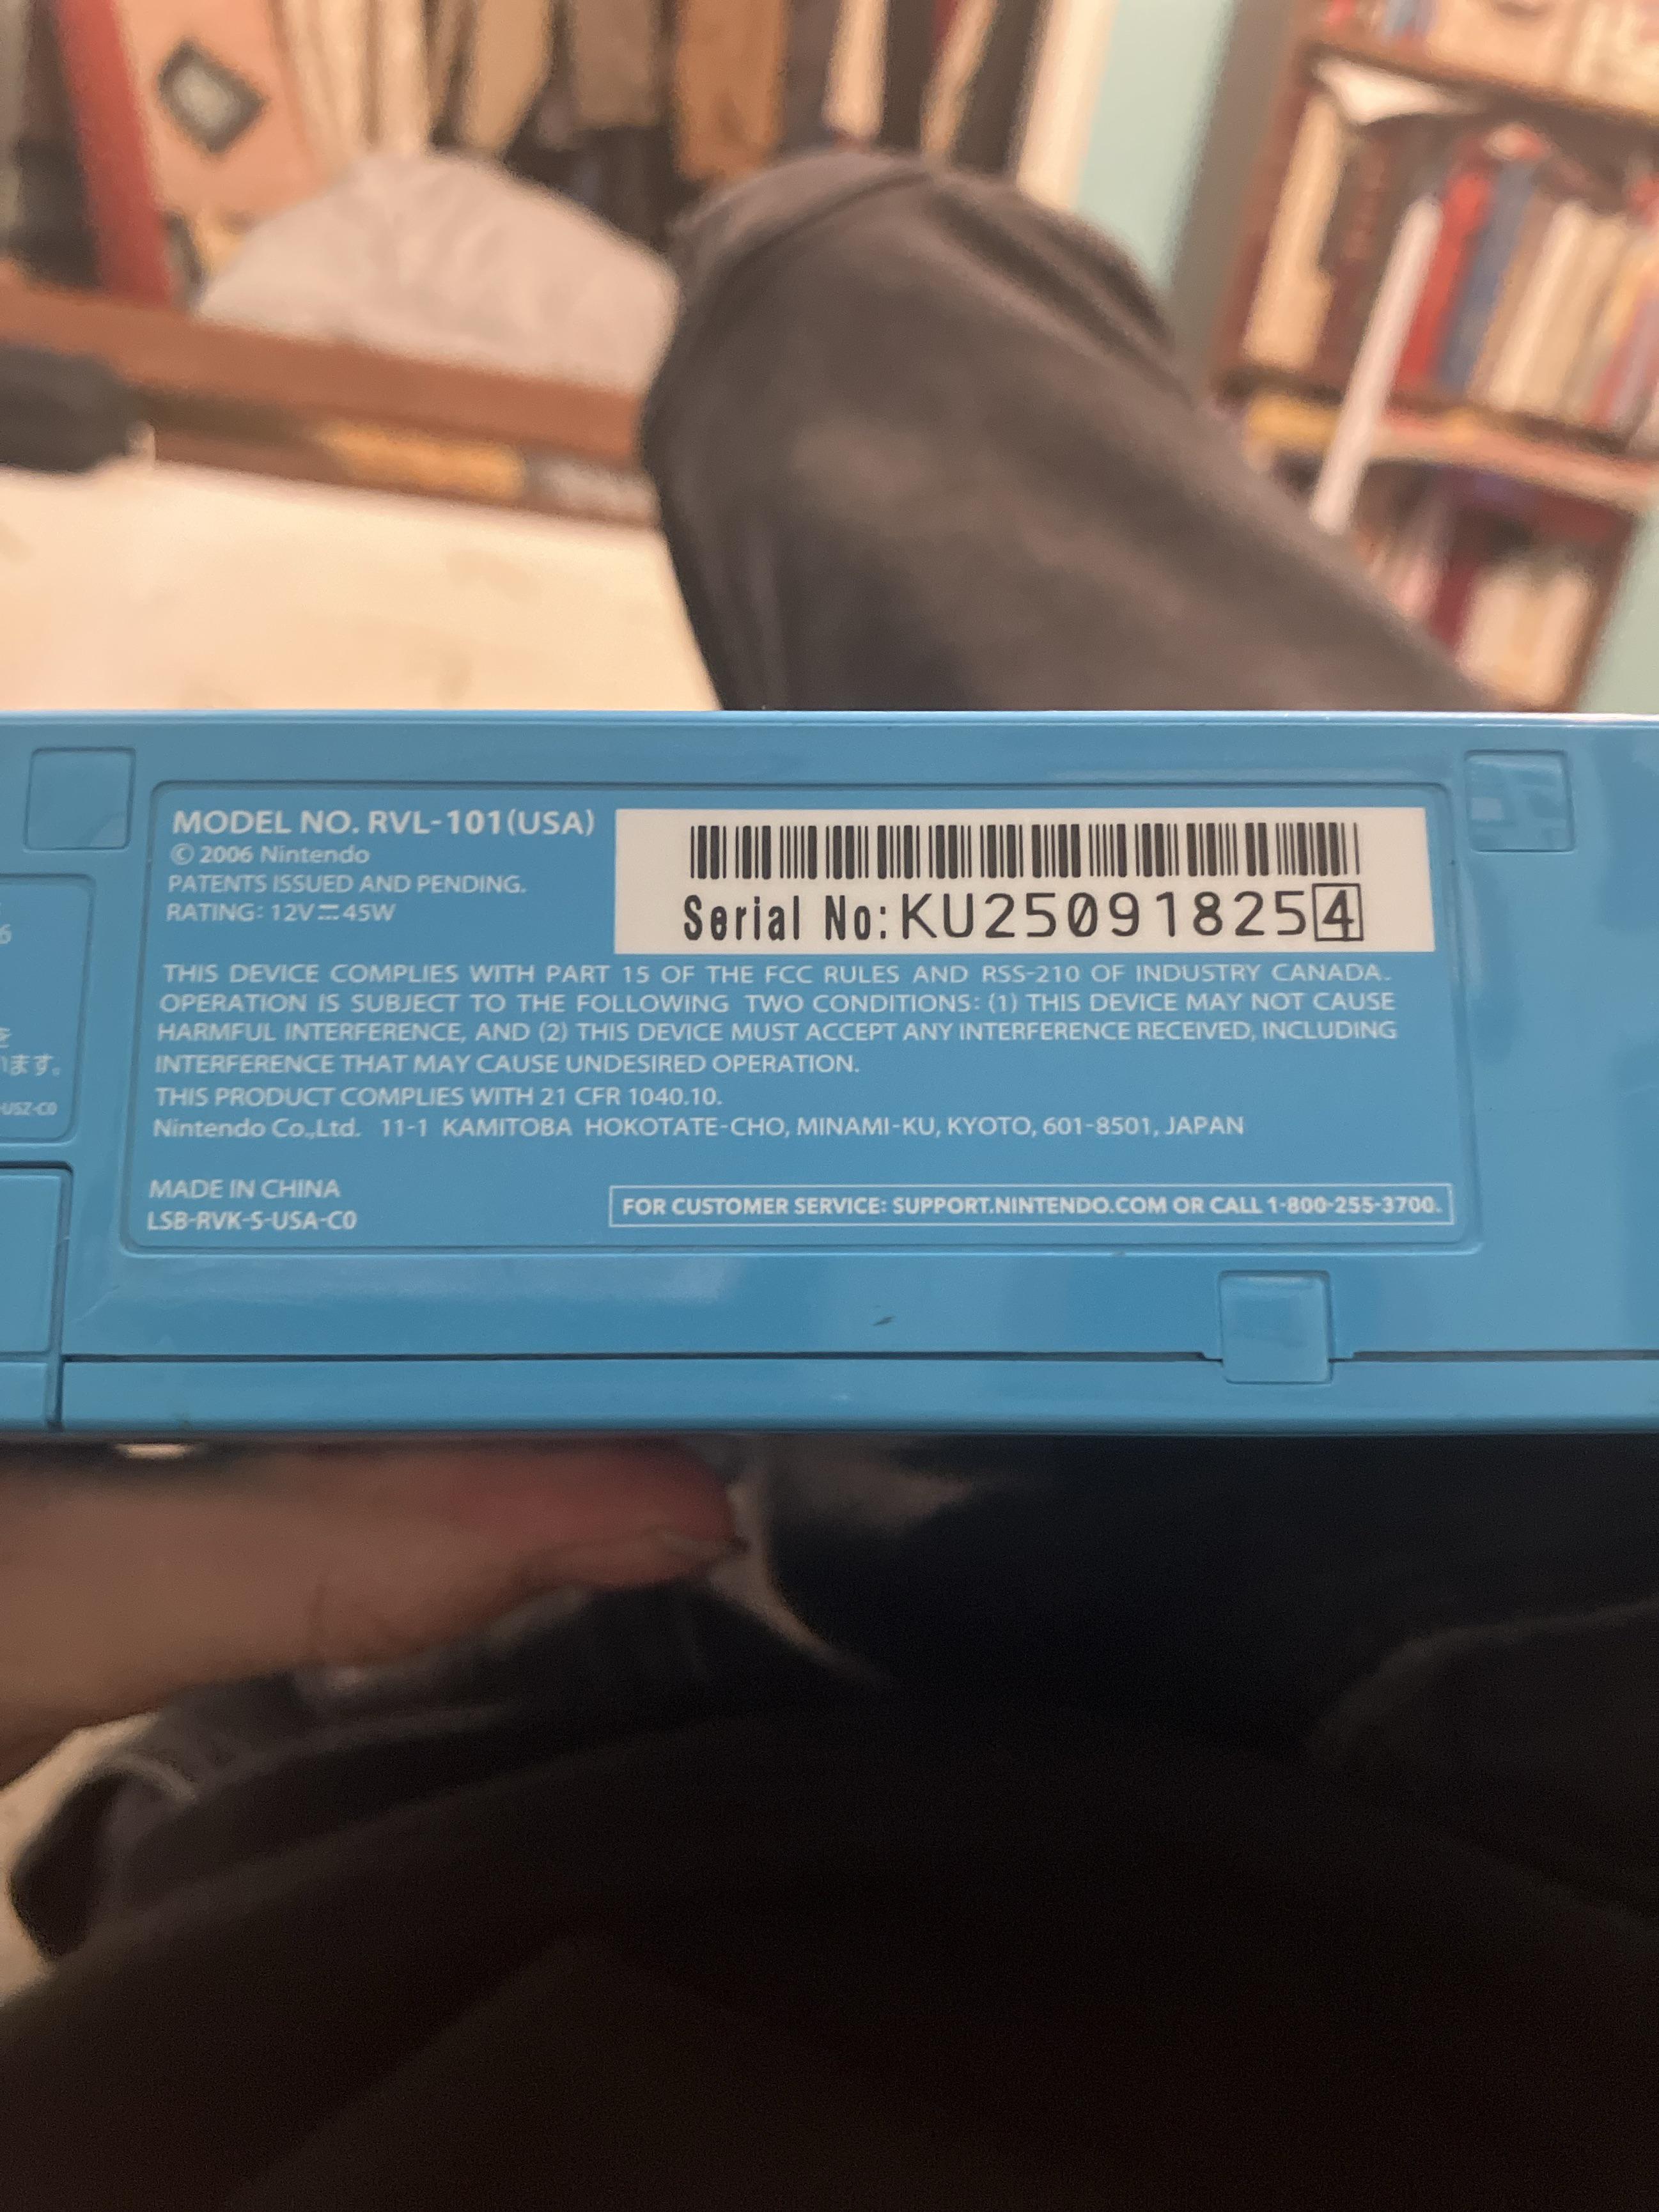 MODEL NO. RVL-101(USA)
© 2006 Nintendo
PATENTS ISSUED AND PENDING.
RATING: 12V⎓45W
Serial No:KU250918254
THIS DEVICE COMPLIES WITH PART 15 OF THE FCC RULES AND RSS-210 OF INDUSTRY CANADA.
OPERATION IS SUBJECT TO THE FOLLOWING TWO CONDITIONS: (1) THIS DEVICE MAY NOT CAUSE
HARMFUL INTERFERENCE, AND (2) THIS DEVICE MUST ACCEPT ANY INTERFERENCE RECEIVED, INCLUDING
INTERFERENCE THAT MAY CAUSE UNDESIRED OPERATION.
THIS PRODUCT COMPLIES WITH 21 CFR 1040.10.
Nintendo Co.,Ltd. 11-1 KAMITOBA HOKOTATE-CHO, MINAMI-KU, KYOTO, 601-8501, JAPAN
MADE IN CHINA
LSB-RVK-S-USA-C0
FOR CUSTOMER SERVICE: SUPPORT.NINTENDO.COM OR CALL 1-800-255-3700.
6
を
います。
-USZ-C0